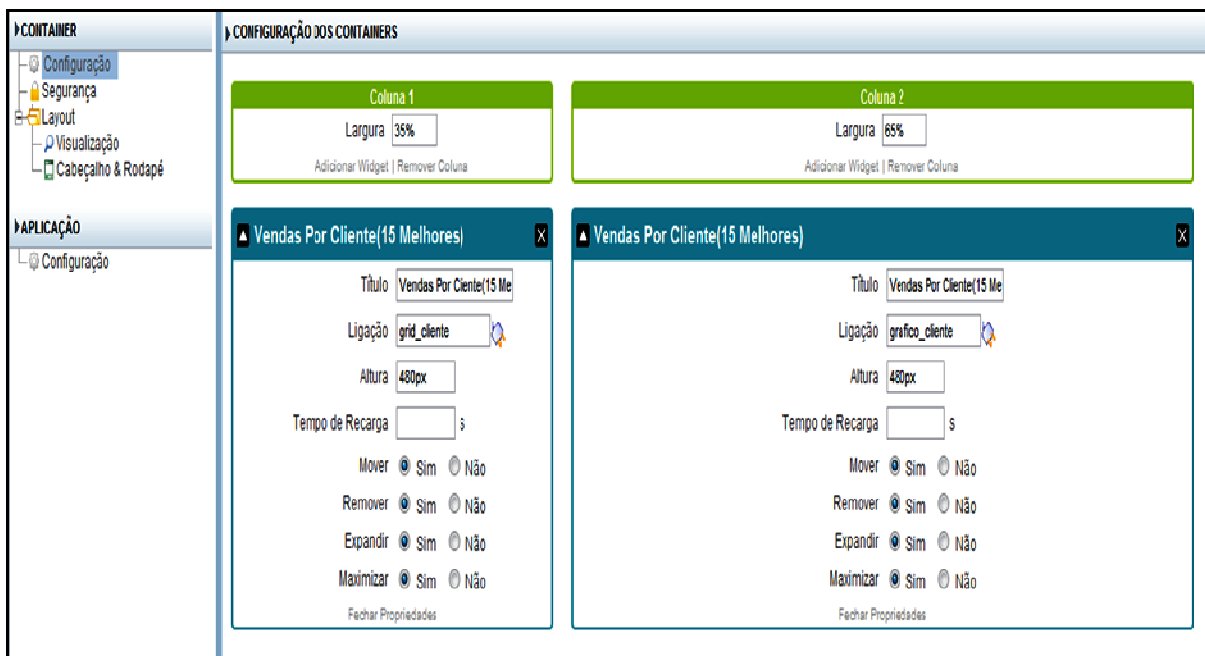 CONTAINER
Configuração
Segurança
Layout
Visualização
Cabeçalho & Rodapé
APLICAÇÃO
Configuração
CONFIGURAÇÃO DOS CONTAINERS
Coluna 1
Largura 35%
Adicionar Widget | Remover Coluna
Coluna 2
Largura 65%
Adicionar Widget | Remover Coluna
Vendas Por Cliente(15 Melhores)
Título Vendas Por Ciente(15 Me
Ligação grid_cliente
Altura 480px
Tempo de Recarga s
Mover Sim Não
Remover Sim Não
Expandir Sim Não
Maximizar Sim Não
Fechar Propriedades
Vendas Por Cliente(15 Melhores)
Título Vendas Por Ciente(15 Me
Ligação grafico_cliente
Altura 480px
Tempo de Recarga s
Mover Sim Não
Remover Sim Não
Expandir Sim Não
Maximizar Sim Não
Fechar Propriedades